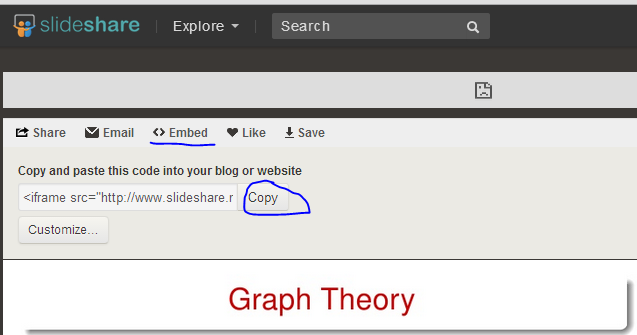 slideshare Explore Search
Share Email Embed Like Save
Copy and paste this code into your blog or website
<iframe src="http://www.slideshare.r Copy
Customize...
Graph Theory